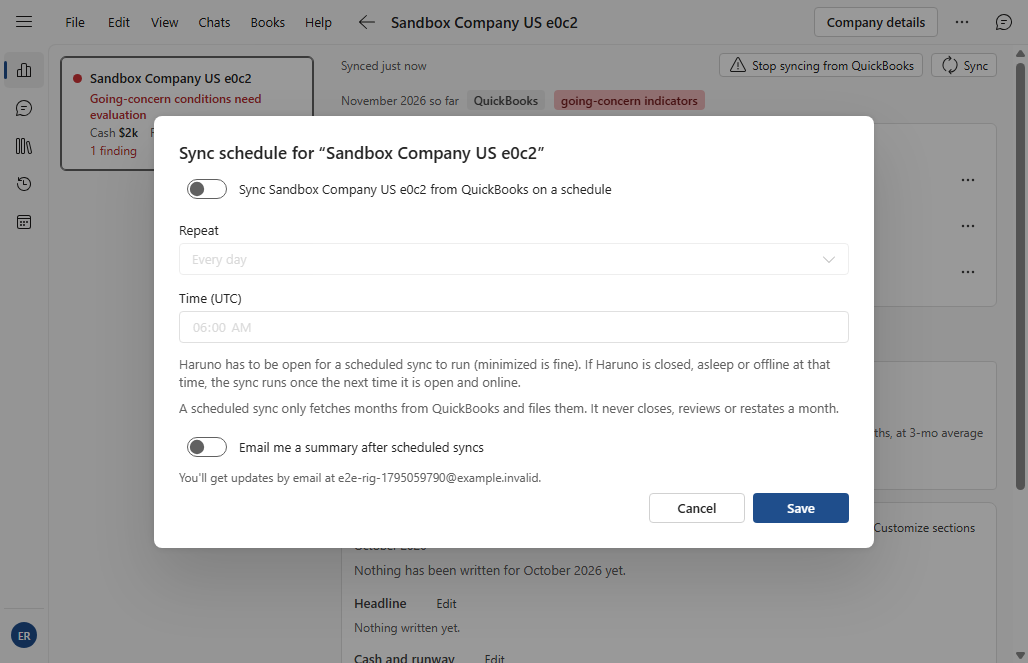 File Edit View Chats Books Help Sandbox Company US e0c2 Company details
Sandbox Company US e0c2
Going-concern conditions need
evaluation
Cash $2k
1 finding
Synced just now
Stop syncing from QuickBooks Sync
November 2026 so far QuickBooks going-concern indicators
Sync schedule for “Sandbox Company US e0c2”
Sync Sandbox Company US e0c2 from QuickBooks on a schedule
Repeat
Every day
Time (UTC)
06:00 AM
Haruno has to be open for a scheduled sync to run (minimized is fine). If Haruno is closed, asleep or offline at that
time, the sync runs once the next time it is open and online.
A scheduled sync only fetches months from QuickBooks and files them. It never closes, reviews or restates a month.
Email me a summary after scheduled syncs
You'll get updates by email at e2e-rig-1795059790@example.invalid.
Cancel Save
at 3-mo average
Customize sections
Nothing has been written for October 2026 yet.
Headline Edit
Nothing written yet.
Cash and runway Edit
ER